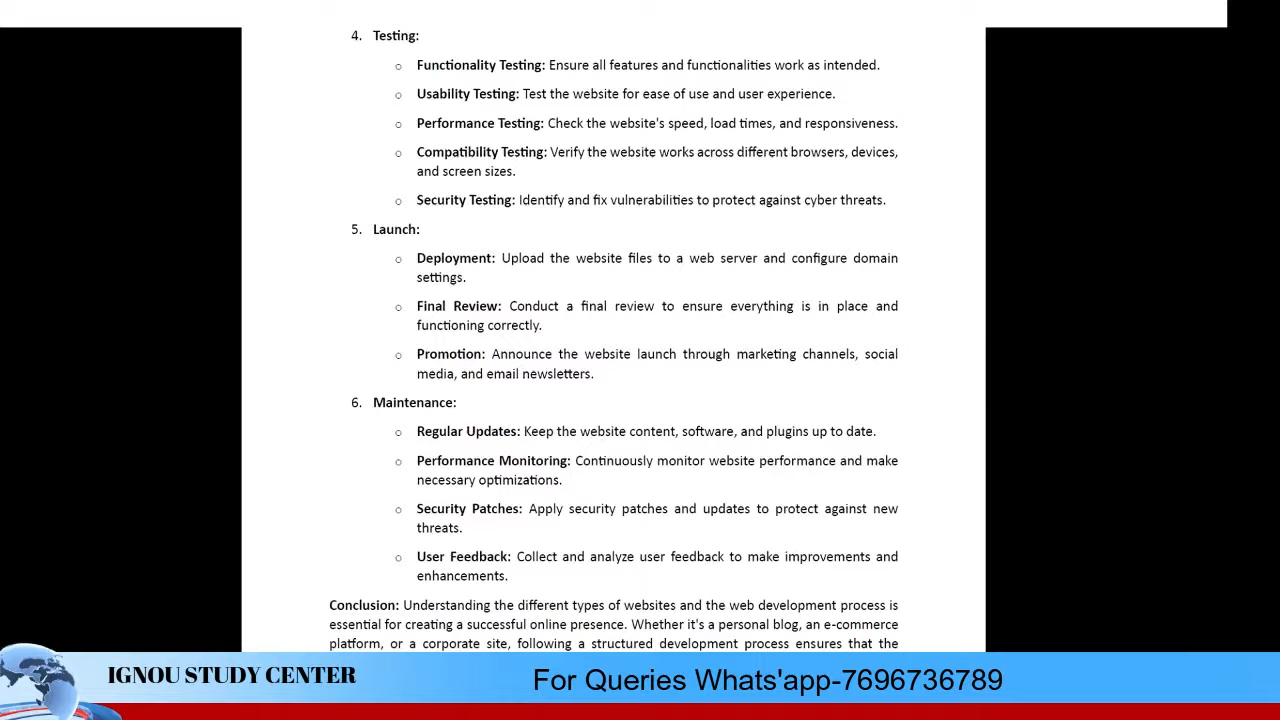 4. Testing:
○ Functionality Testing: Ensure all features and functionalities work as intended.
○ Usability Testing: Test the website for ease of use and user experience.
○ Performance Testing: Check the website's speed, load times, and responsiveness.
○ Compatibility Testing: Verify the website works across different browsers, devices,
and screen sizes.
○ Security Testing: Identify and fix vulnerabilities to protect against cyber threats.
5. Launch:
○ Deployment: Upload the website files to a web server and configure domain
settings.
○ Final Review: Conduct a final review to ensure everything is in place and
functioning correctly.
○ Promotion: Announce the website launch through marketing channels, social
media, and email newsletters.
6. Maintenance:
○ Regular Updates: Keep the website content, software, and plugins up to date.
○ Performance Monitoring: Continuously monitor website performance and make
necessary optimizations.
○ Security Patches: Apply security patches and updates to protect against new
threats.
○ User Feedback: Collect and analyze user feedback to make improvements and
enhancements.
Conclusion: Understanding the different types of websites and the web development process is
essential for creating a successful online presence. Whether it's a personal blog, an e-commerce
platform, or a corporate site, following a structured development process ensures that the
IGNOU STUDY CENTER
For Queries Whats'app-7696736789